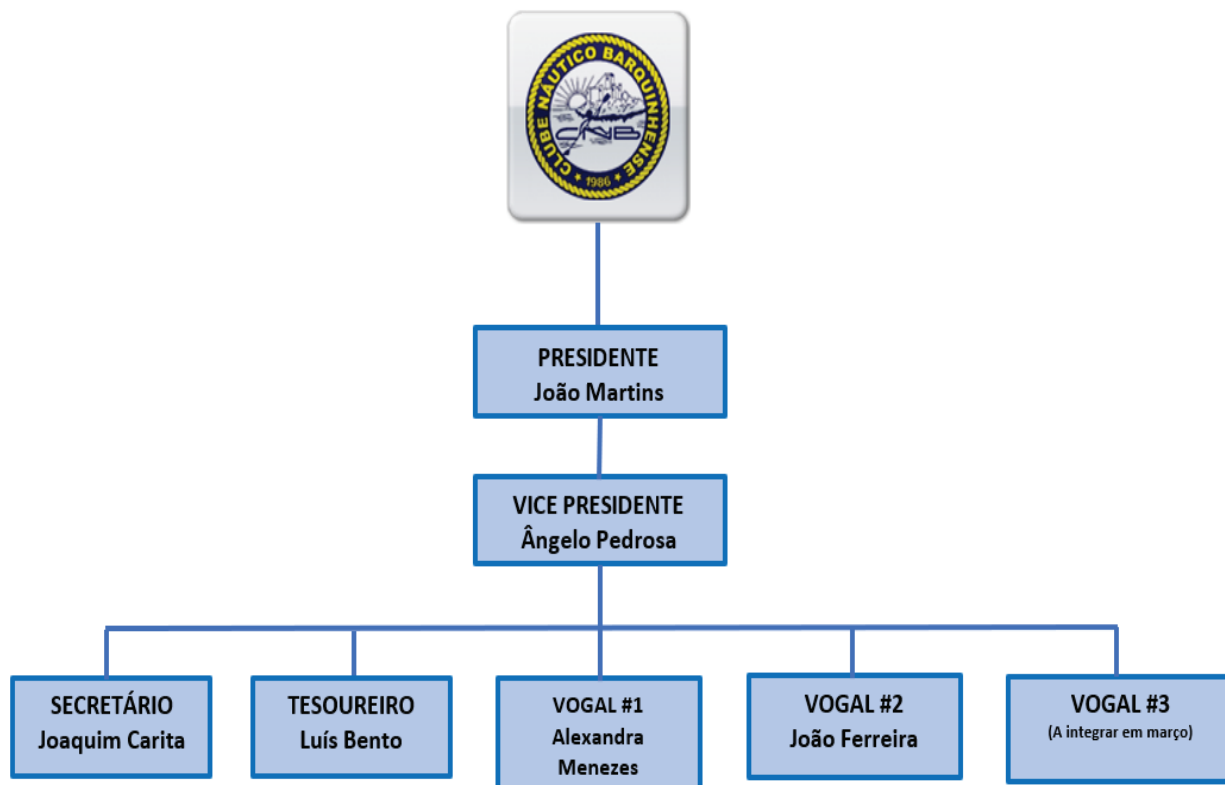 CLUBE NÁUTICO BARQUINHENSE
CNB
1986
PRESIDENTE
João Martins
VICE PRESIDENTE
Ângelo Pedrosa
SECRETÁRIO
Joaquim Carita
TESOUREIRO
Luís Bento
VOGAL #1
Alexandra
Menezes
VOGAL #2
João Ferreira
VOGAL #3
(A integrar em março)